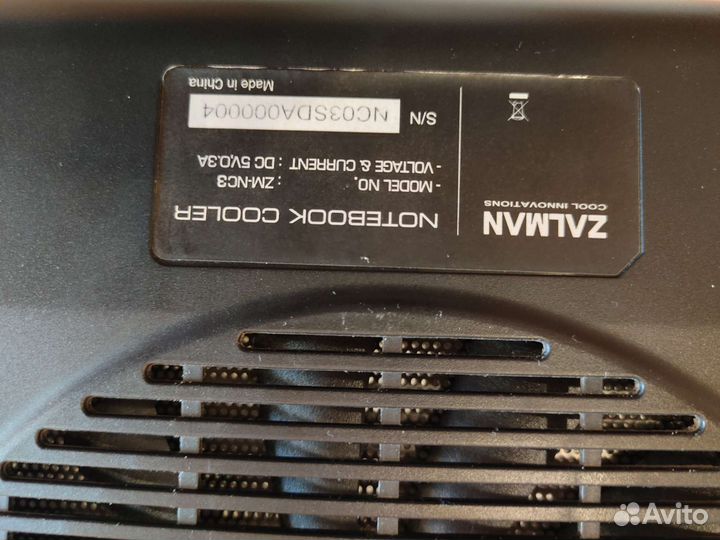 ZALMAN
COOL INNOVATIONS
NOTEBOOK COOLER
- MODEL NO. : ZM-NC3
- VOLTAGE & CURRENT : DC 5V,0.3A
S/N NC03SDA000004
Made in China
Avito